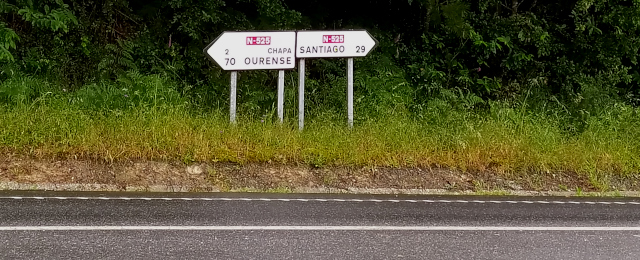 N-525
2 CHAPA
70 OURENSE
N-525
SANTIAGO 29